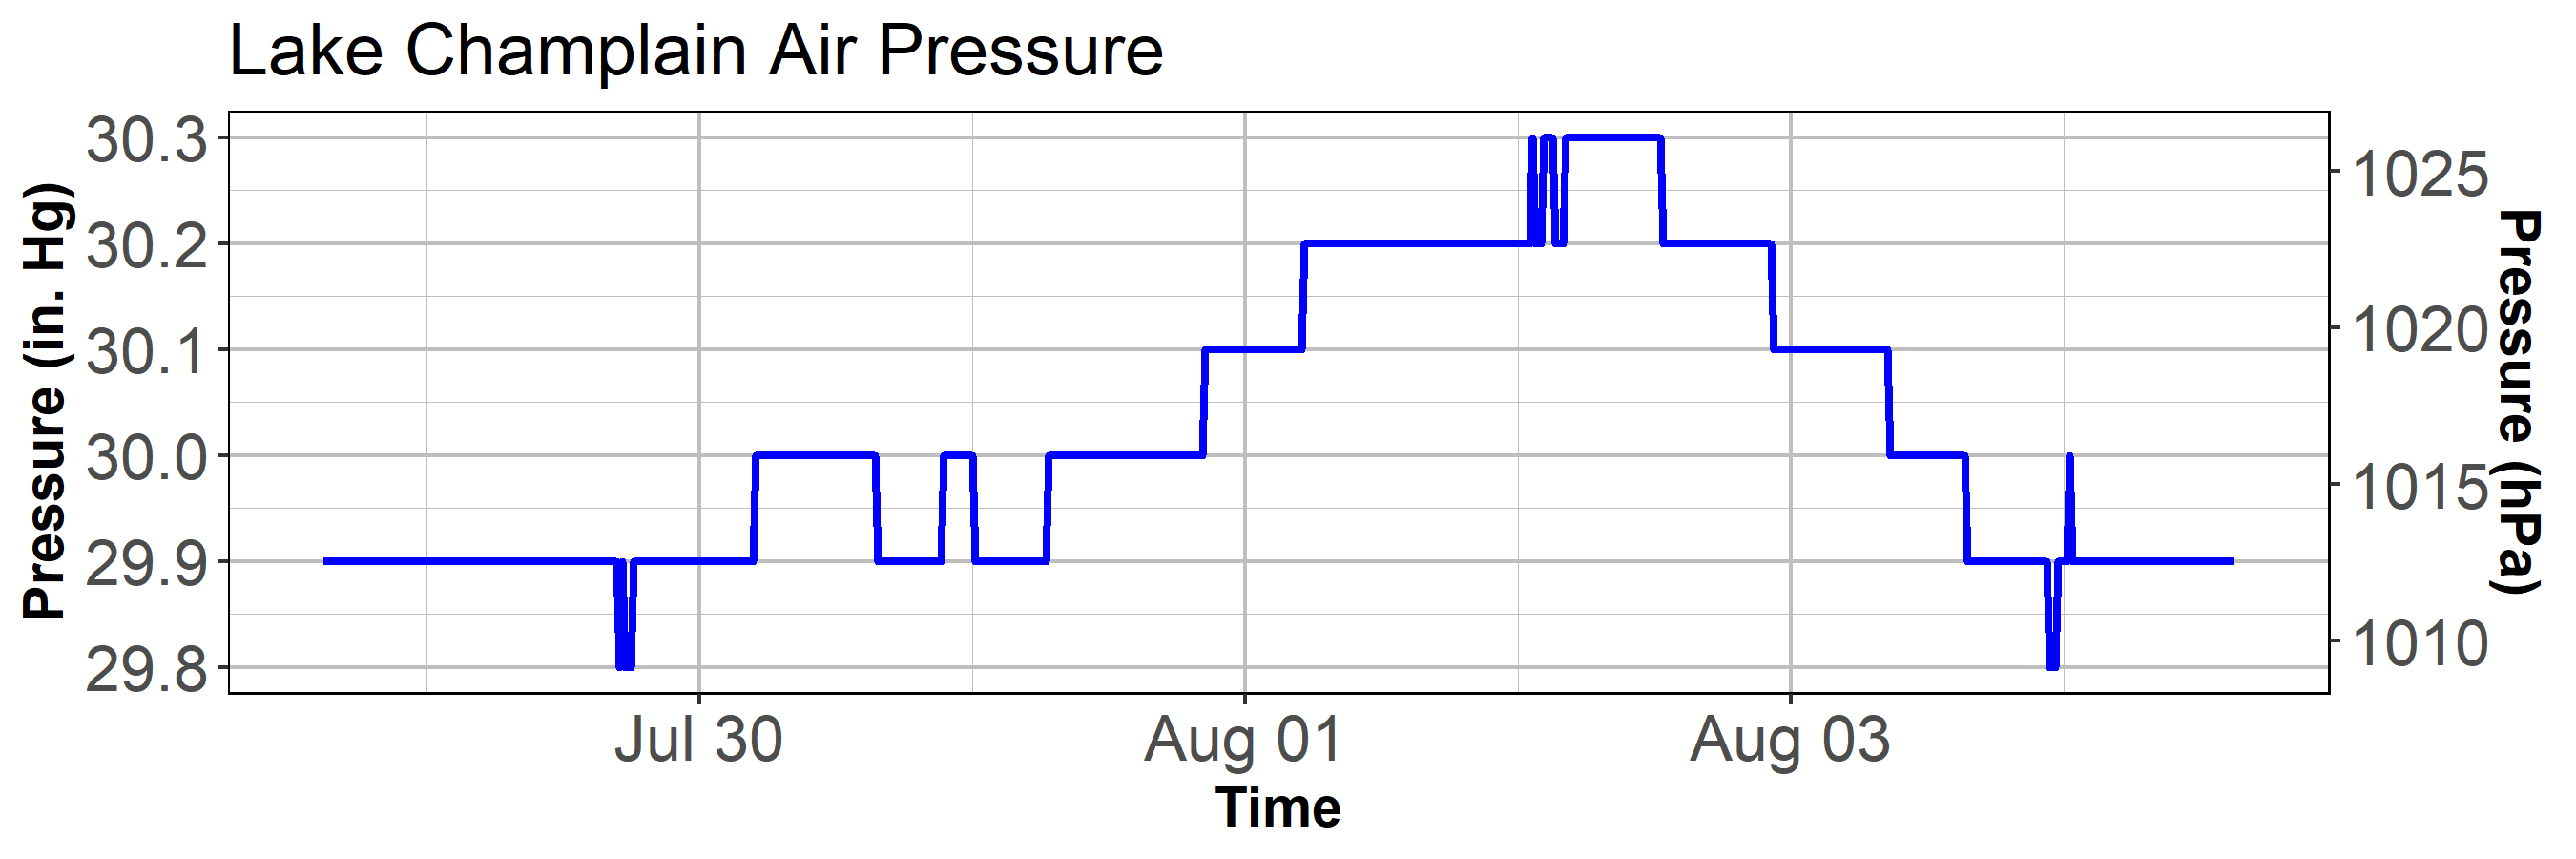 Lake Champlain Air Pressure
Pressure (in. Hg)
30.3
30.2
30.1
30.0
29.9
29.8
1025
1020
1015
1010
Pressure (hPa)
Jul 30 Aug 01 Aug 03
Time